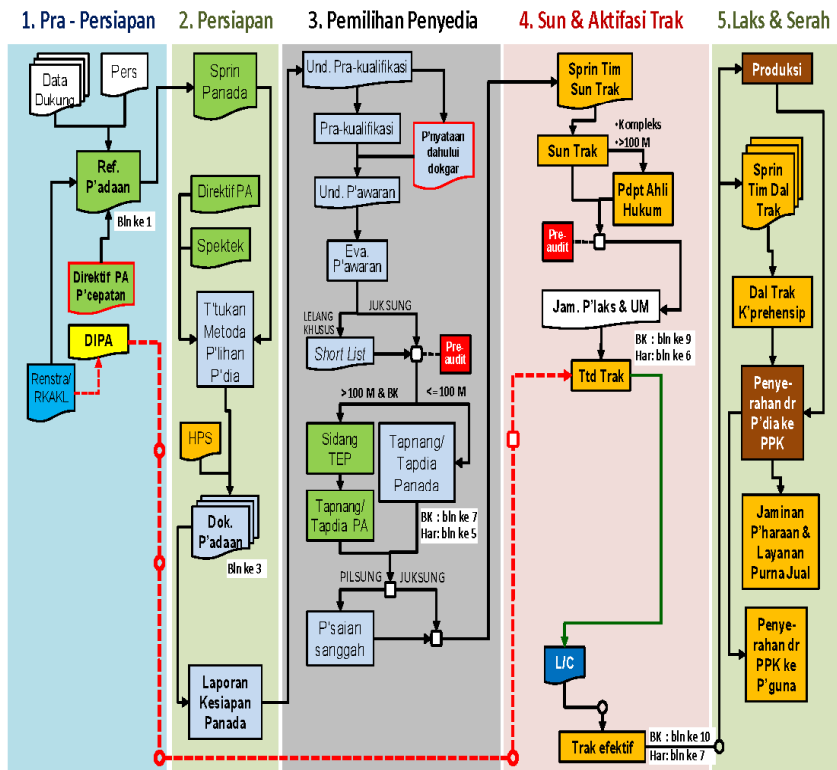 1. Pra - Persiapan
Data
Dukung
Pers
Ref.
P'adaan
Bln ke 1
Direktif PA
P'cepatan
DIPA
Renstra/
RKAKL
2. Persiapan
Sprin
Panada
Direktif PA
Spektek
T'tukan
Metoda
P'lihan
P'dia
HPS
Dok.
P'adaan
Bln ke 3
Laporan
Kesiapan
Panada
3. Pemilihan Penyedia
Und. Pra-kualifikasi
Pra-kualifikasi
P'nyataan
dahului
dokgar
Und. P'awaran
Eva.
P'awaran
LELANG
KHUSUS
JUKSUNG
Short List
Pre-
audit
>100 M & BK
<= 100 M
Sidang
TEP
Tapnang/
Tapdia PA
Tapnang/
Tapdia
Panada
BK : bln ke 7
Har: bln ke 5
PILSUNG
JUKSUNG
P'saian
sanggah
4. Sun & Aktifasi Trak
Sprin Tim
Sun Trak
•Kompleks
•>100 M
Sun Trak
Pdpt Ahli
Hukum
Pre-
audit
Jam. P'laks & UM
BK : bln ke 9
Har: bln ke 6
Ttd Trak
L/C
Trak efektif
BK : bln ke 10
Har: bln ke 7
5.Laks & Serah
Produksi
Sprin
Tim Dal
Trak
Dal Trak
K'prehensip
Penye-
rahan dr
P'dia ke
PPK
Jaminan
P'haraan &
Layanan
Purna Jual
Penye-
rahan dr
PPK ke
P'guna